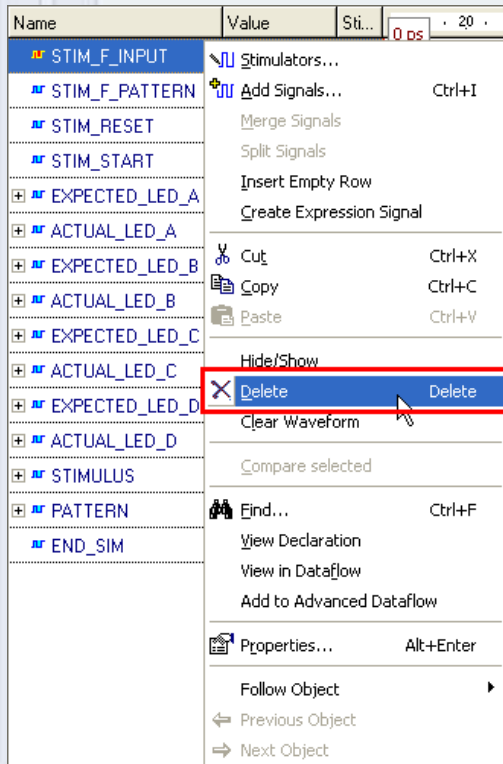 Name Value Sti... 0 ps 20
STIM_F_INPUT
STIM_F_PATTERN
STIM_RESET
STIM_START
EXPECTED_LED_A
ACTUAL_LED_A
EXPECTED_LED_B
ACTUAL_LED_B
EXPECTED_LED_C
ACTUAL_LED_C
EXPECTED_LED_D
ACTUAL_LED_D
STIMULUS
PATTERN
END_SIM
Stimulators...
Add Signals... Ctrl+I
Merge Signals
Split Signals
Insert Empty Row
Create Expression Signal
Cut Ctrl+X
Copy Ctrl+C
Paste Ctrl+V
Hide/Show
Delete Delete
Clear Waveform
Compare selected
Find... Ctrl+F
View Declaration
View in Dataflow
Add to Advanced Dataflow
Properties... Alt+Enter
Follow Object
Previous Object
Next Object